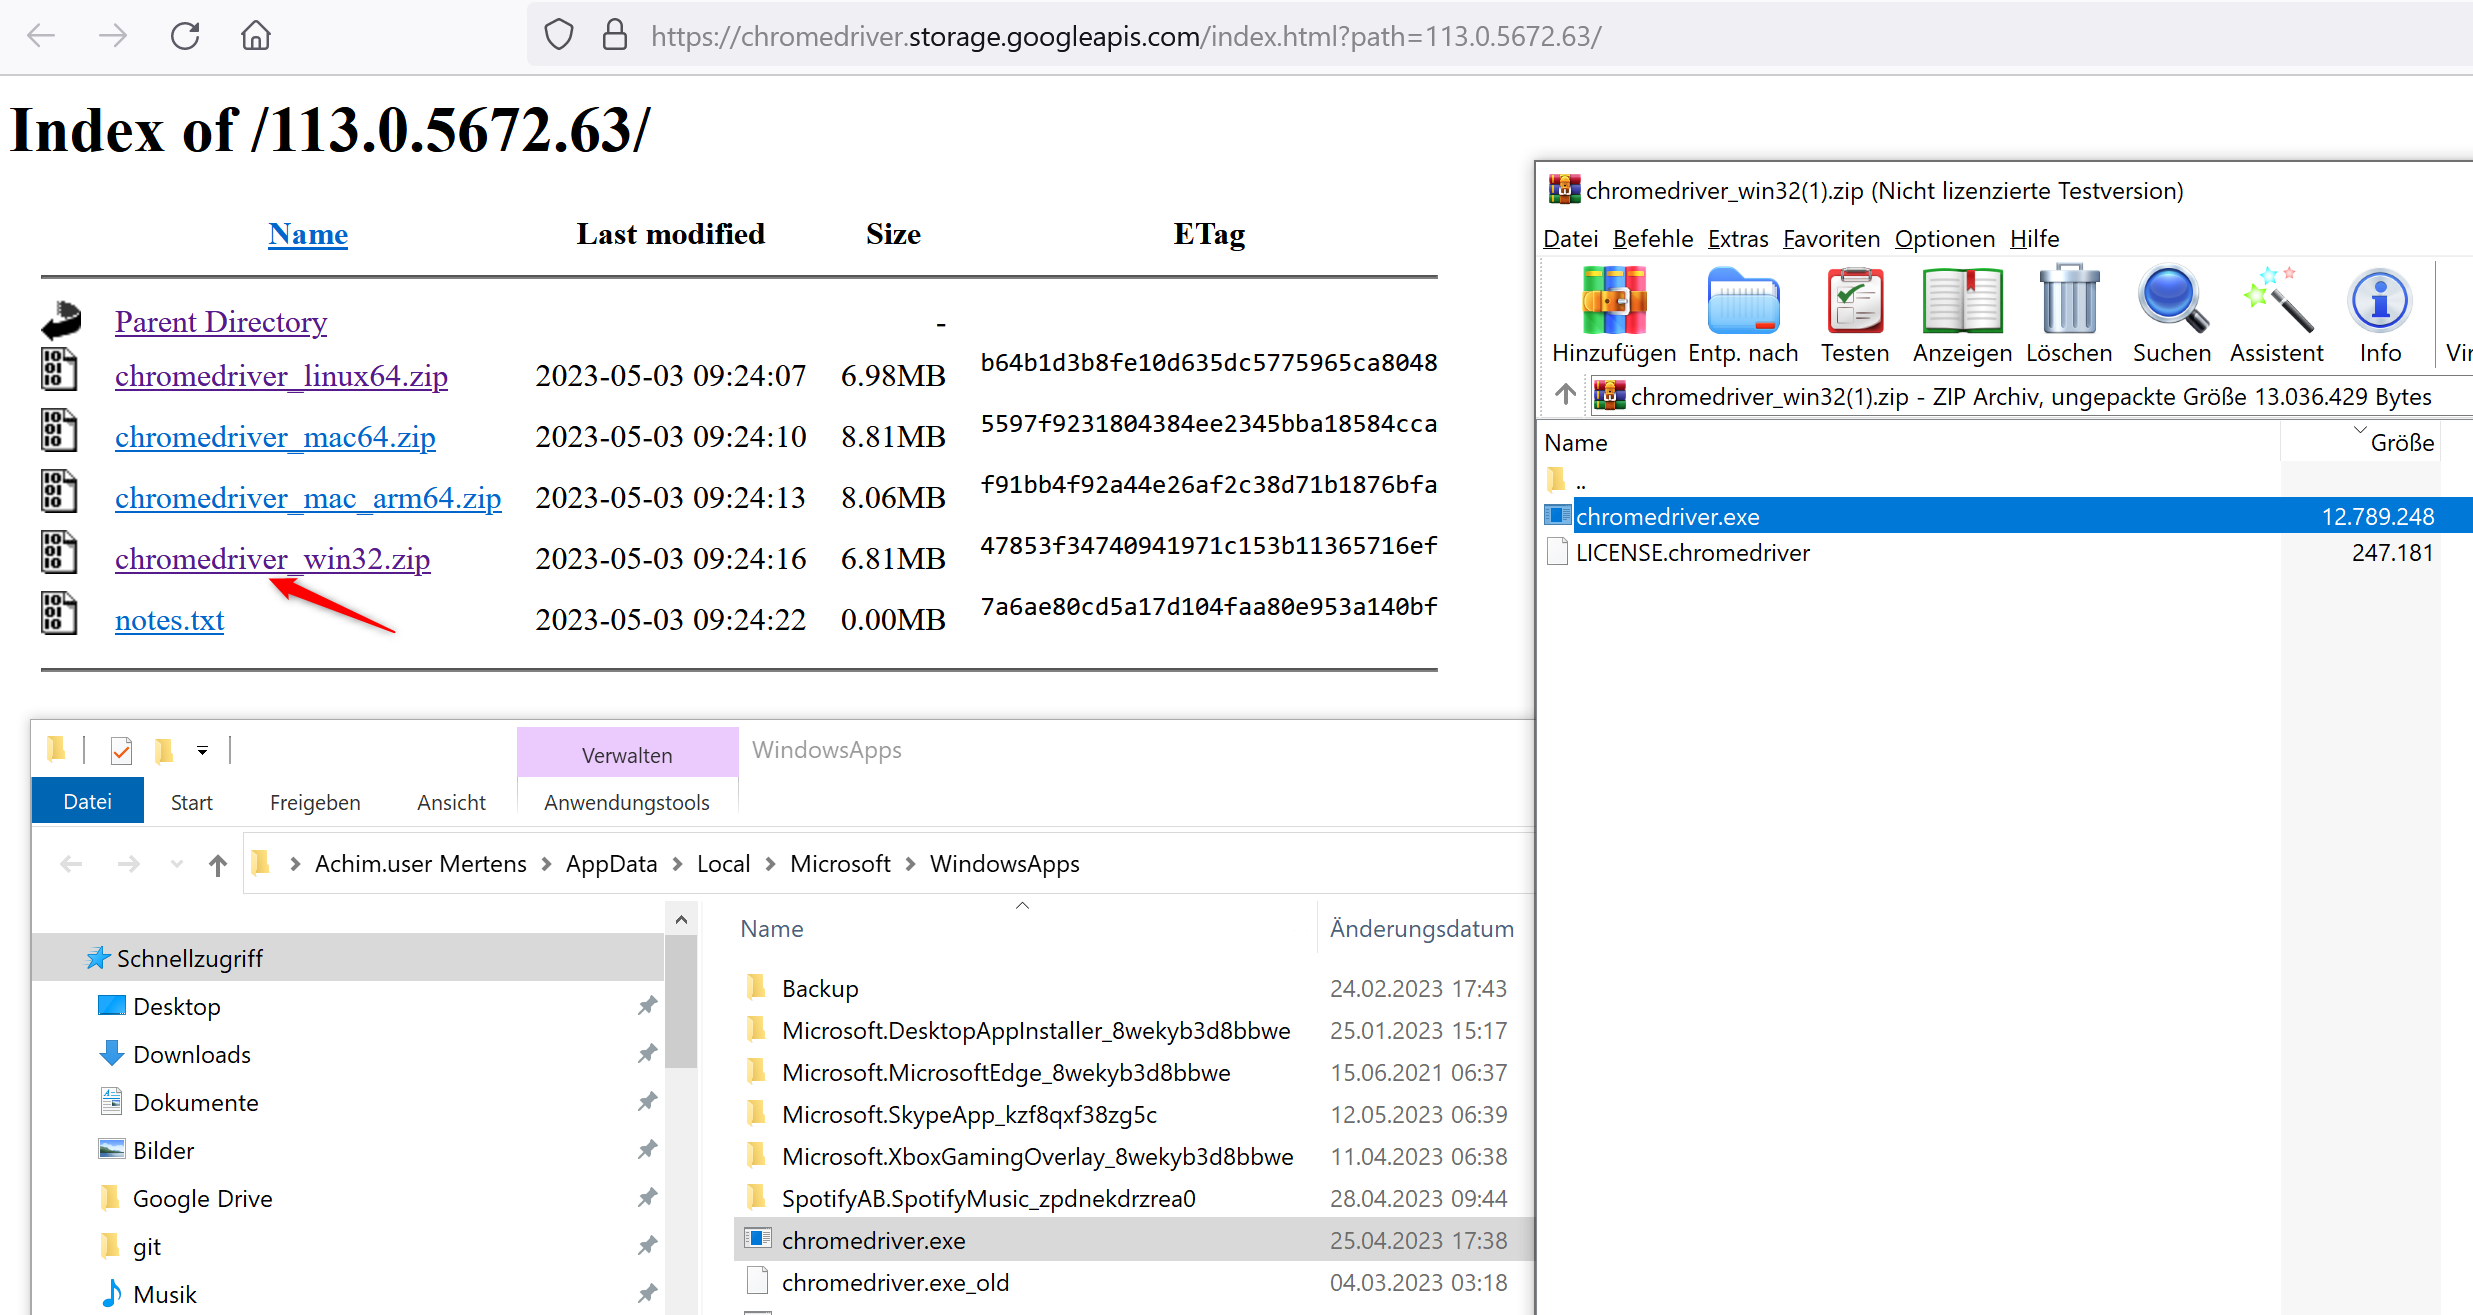 https://chromedriver.storage.googleapis.com/index.html?path=113.0.5672.63/
Index of /113.0.5672.63/
Name Last modified Size ETag
Parent Directory -
chromedriver_linux64.zip 2023-05-03 09:24:07 6.98MB b64b1d3b8fe10d635dc5775965ca8048
chromedriver_mac64.zip 2023-05-03 09:24:10 8.81MB 5597f9231804384ee2345bba18584cca
chromedriver_mac_arm64.zip 2023-05-03 09:24:13 8.06MB f91bb4f92a44e26af2c38d71b1876bfa
chromedriver_win32.zip 2023-05-03 09:24:16 6.81MB 47853f34740941971c153b11365716ef
notes.txt 2023-05-03 09:24:22 0.00MB 7a6ae80cd5a17d104faa80e953a140bf
chromedriver_win32(1).zip (Nicht lizenzierte Testversion)
Datei Befehle Extras Favoriten Optionen Hilfe
Hinzufügen Entp. nach Testen Anzeigen Löschen Suchen Assistent Info
chromedriver_win32(1).zip - ZIP Archiv, ungepackte Größe 13.036.429 Bytes
Name Größe
..
chromedriver.exe 12.789.248
LICENSE.chromedriver 247.181
Verwalten WindowsApps
Datei Start Freigeben Ansicht Anwendungstools
Achim.user Mertens > AppData > Local > Microsoft > WindowsApps
Schnellzugriff
Desktop
Downloads
Dokumente
Bilder
Google Drive
git
Musik
Name Änderungsdatum
Backup 24.02.2023 17:43
Microsoft.DesktopAppInstaller_8wekyb3d8bbwe 25.01.2023 15:17
Microsoft.MicrosoftEdge_8wekyb3d8bbwe 15.06.2021 06:37
Microsoft.SkypeApp_kzf8qxf38zg5c 12.05.2023 06:39
Microsoft.XboxGamingOverlay_8wekyb3d8bbwe 11.04.2023 06:38
SpotifyAB.SpotifyMusic_zpdnekdrzrea0 28.04.2023 09:44
chromedriver.exe 25.04.2023 17:38
chromedriver.exe_old 04.03.2023 03:18